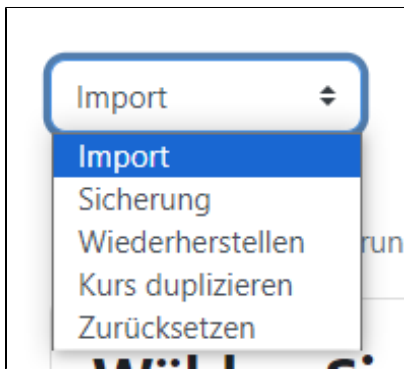 Import
Import
Sicherung
Wiederherstellen
Kurs duplizieren
Zurücksetzen